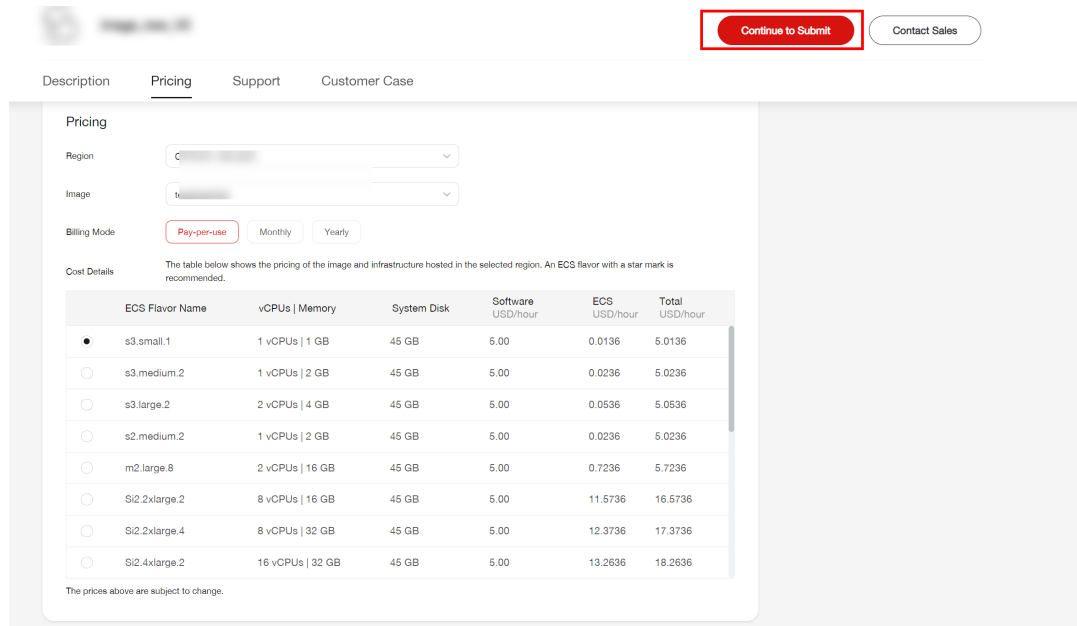 Continue to Submit
Contact Sales
Description Pricing Support Customer Case
Pricing
Region
Image
Billing Mode Pay-per-use Monthly Yearly
Cost Details
The table below shows the pricing of the image and infrastructure hosted in the selected region. An ECS flavor with a star mark is
recommended.
ECS Flavor Name vCPUs | Memory System Disk Software USD/hour ECS USD/hour Total USD/hour
s3.small.1 1 vCPUs | 1 GB 45 GB 5.00 0.0136 5.0136
s3.medium.2 1 vCPUs | 2 GB 45 GB 5.00 0.0236 5.0236
s3.large.2 2 vCPUs | 4 GB 45 GB 5.00 0.0536 5.0536
s2.medium.2 1 vCPUs | 2 GB 45 GB 5.00 0.0236 5.0236
m2.large.8 2 vCPUs | 16 GB 45 GB 5.00 0.7236 5.7236
Si2.2xlarge.2 8 vCPUs | 16 GB 45 GB 5.00 11.5736 16.5736
Si2.2xlarge.4 8 vCPUs | 32 GB 45 GB 5.00 12.3736 17.3736
Si2.4xlarge.2 16 vCPUs | 32 GB 45 GB 5.00 13.2636 18.2636
The prices above are subject to change.